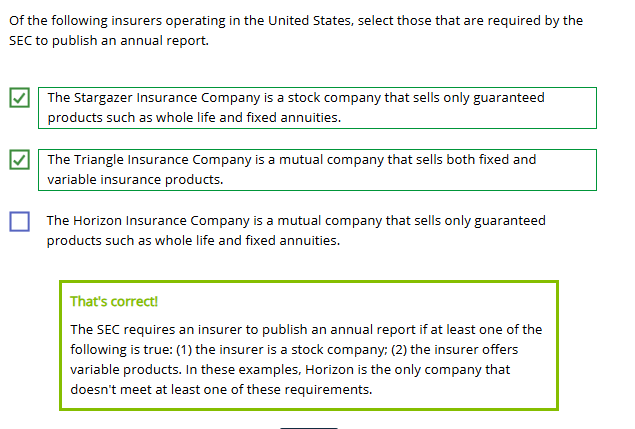 Of the following insurers operating in the United States, select those that are required by the
SEC to publish an annual report.
The Stargazer Insurance Company is a stock company that sells only guaranteed
products such as whole life and fixed annuities.
The Triangle Insurance Company is a mutual company that sells both fixed and
variable insurance products.
The Horizon Insurance Company is a mutual company that sells only guaranteed
products such as whole life and fixed annuities.
That's correct!
The SEC requires an insurer to publish an annual report if at least one of the
following is true: (1) the insurer is a stock company; (2) the insurer offers
variable products. In these examples, Horizon is the only company that
doesn't meet at least one of these requirements.